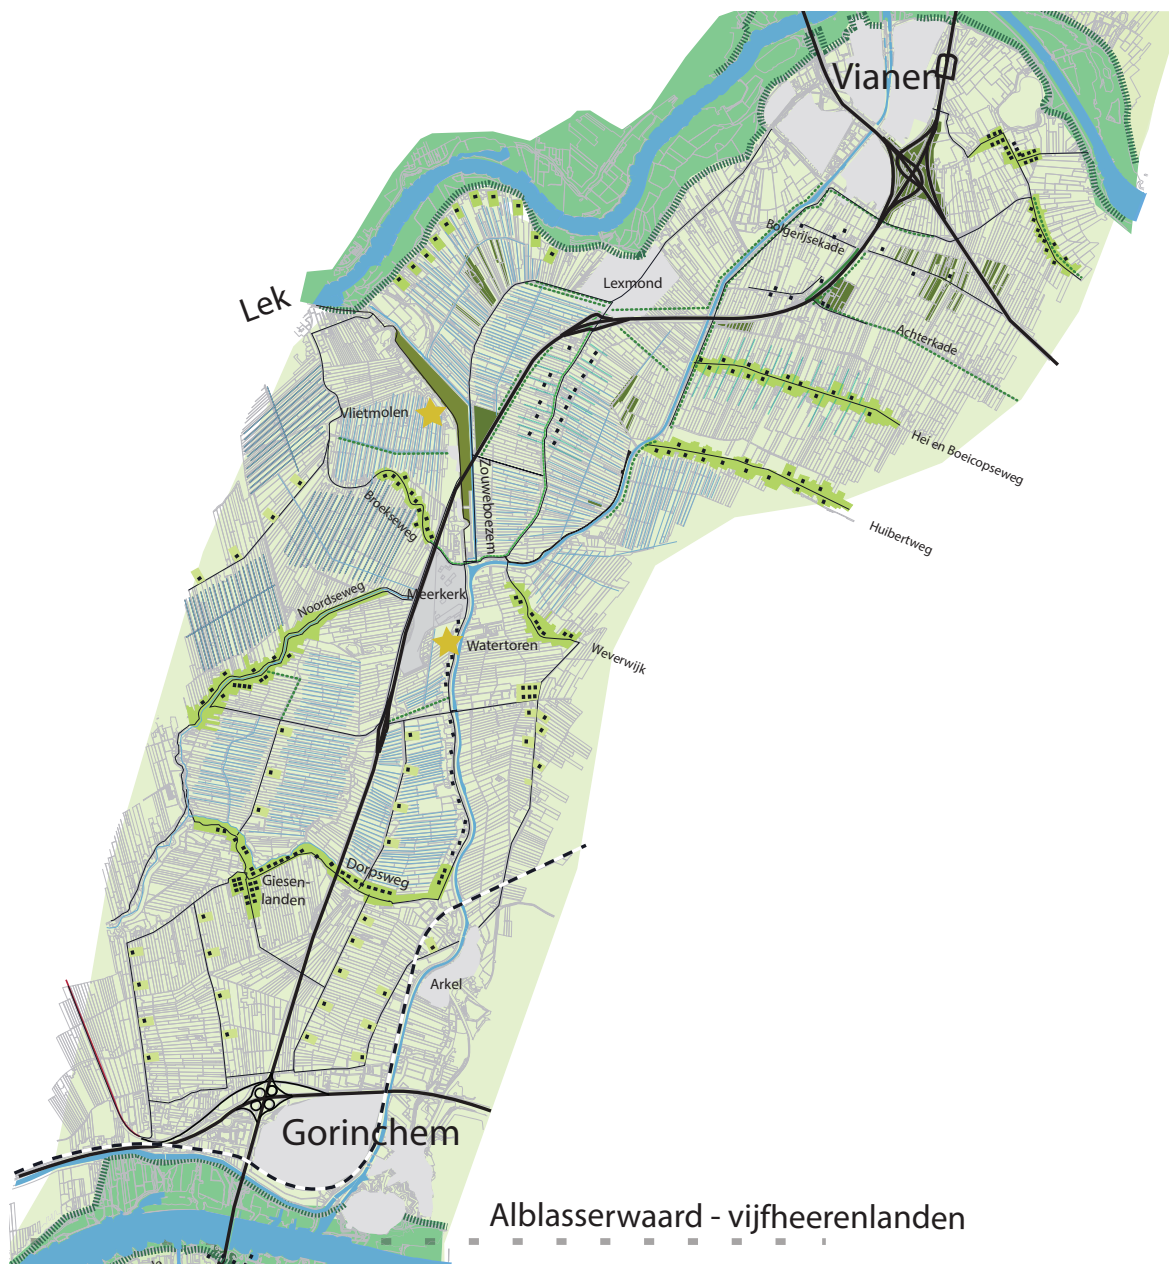 Vianen
Bolgerijsekade
Lexmond
Lek
Achterkade
Vlietmolen
Hei en Boeicopseweg
Zouweboezem
Broekseweg
Huibertweg
Meerkerk
Noordseweg
Watertoren
Weverwijk
Dorpsweg
Giesen-
landen
Arkel
Gorinchem
Alblasserwaard - vijfheerenlanden